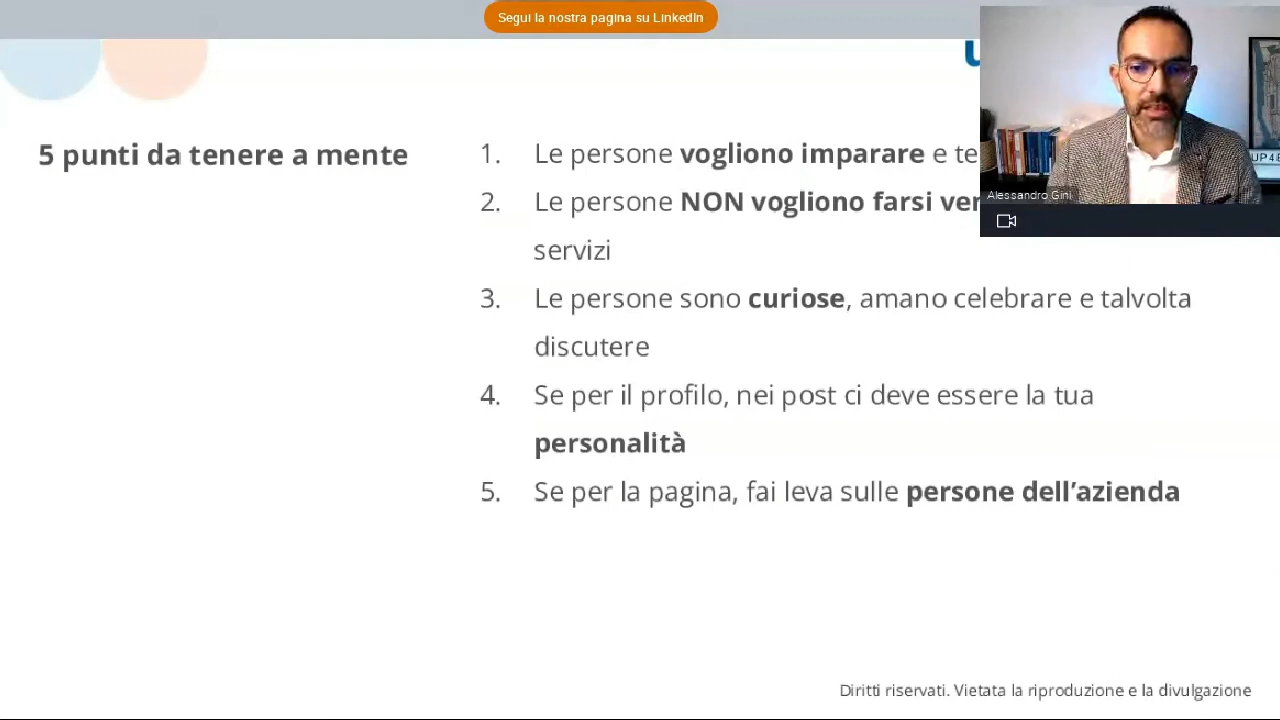 Segui la nostra pagina su LinkedIn
5 punti da tenere a mente
1. Le persone vogliono imparare e
2. Le persone NON vogliono farsi
servizi
3. Le persone sono curiose, amano celebrare e talvolta
discutere
4. Se per il profilo, nei post ci deve essere la tua
personalità
5. Se per la pagina, fai leva sulle persone dell'azienda
Alessandro Gini
Diritti riservati. Vietata la riproduzione e la divulgazione